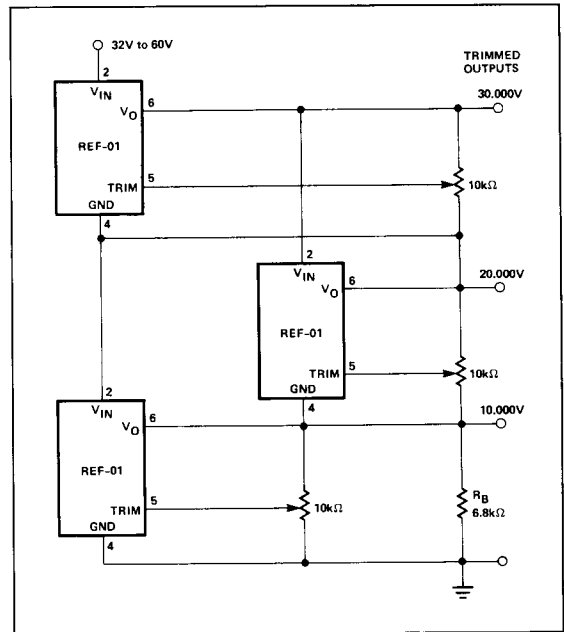 32V to 60V
TRIMMED
OUTPUTS
2
VIN
VO
6
30.000V
REF-01
TRIM
5
10kΩ
GND
4
2
VIN
VO
6
20.000V
REF-01
TRIM
5
10kΩ
GND
4
10.000V
2
VIN
VO
6
REF-01
TRIM
5
10kΩ
RB
6.8kΩ
GND
4